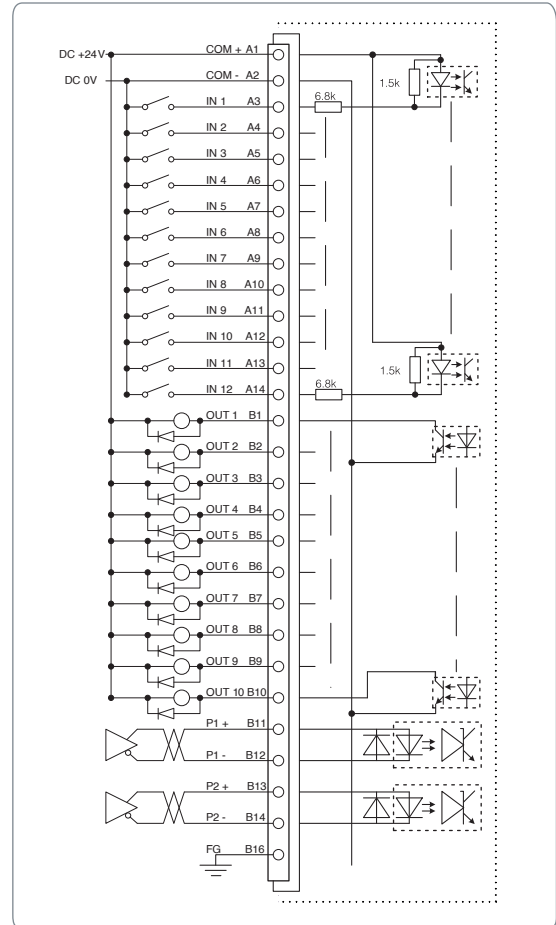 DC +24V COM + A1
DC 0V COM - A2
1.5k
IN 1 A3 6.8k
IN 2 A4
IN 3 A5
IN 4 A6
IN 5 A7
IN 6 A8
IN 7 A9
IN 8 A10
IN 9 A11
IN 10 A12
IN 11 A13
1.5k
IN 12 A14 6.8k
OUT 1 B1
OUT 2 B2
OUT 3 B3
OUT 4 B4
OUT 5 B5
OUT 6 B6
OUT 7 B7
OUT 8 B8
OUT 9 B9
OUT 10 B10
P1 + B11
P1 - B12
P2 + B13
P2 - B14
FG B16